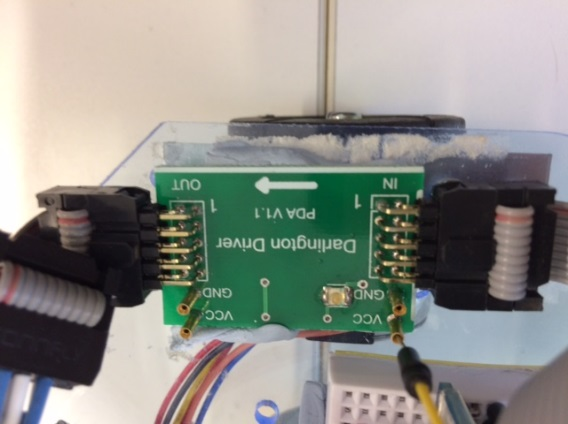 VCC VCC
GND GND
Darlington Driver
PDA V1.1
1 1
IN OUT